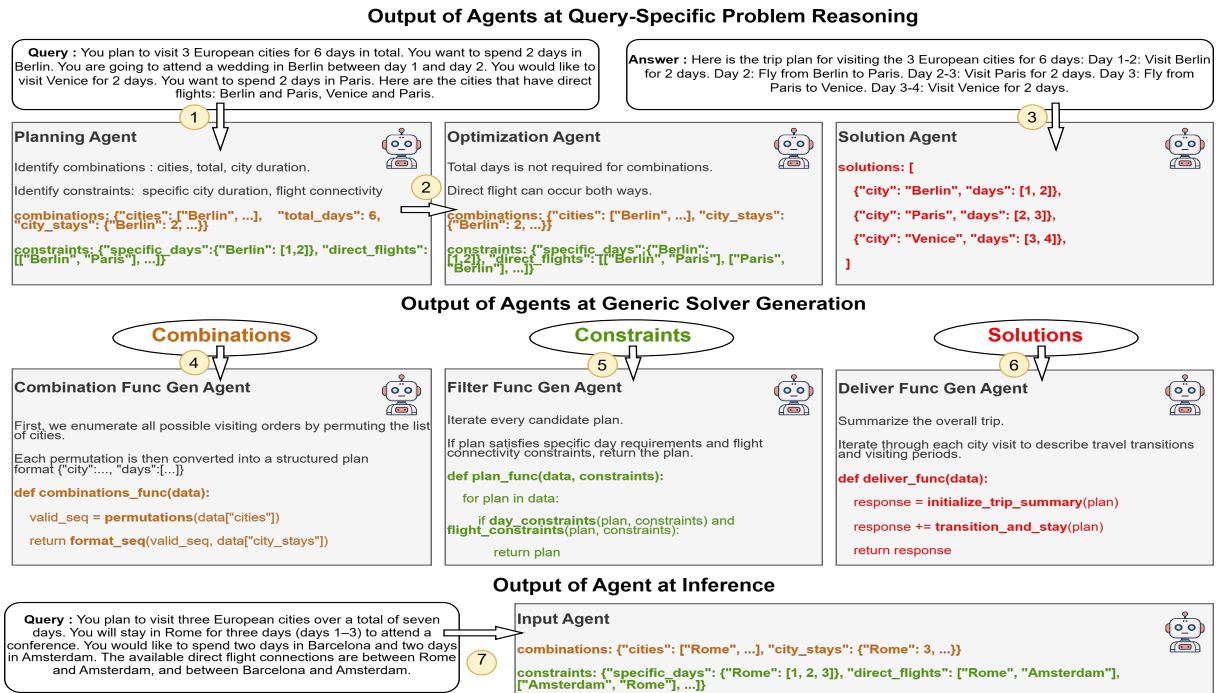 Output of Agents at Query-Specific Problem Reasoning
Query : You plan to visit 3 European cities for 6 days in total. You want to spend 2 days in
Berlin. You are going to attend a wedding in Berlin between day 1 and day 2. You would like to
visit Venice for 2 days. You want to spend 2 days in Paris. Here are the cities that have direct
flights: Berlin and Paris, Venice and Paris.
Answer : Here is the trip plan for visiting the 3 European cities for 6 days: Day 1-2: Visit Berlin
for 2 days. Day 2: Fly from Berlin to Paris. Day 2-3: Visit Paris for 2 days. Day 3: Fly from
Paris to Venice. Day 3-4: Visit Venice for 2 days.
1
Planning Agent
Identify combinations : cities, total, city duration.
Identify constraints: specific city duration, flight connectivity
combinations: {"cities": ["Berlin", ...], "total_days": 6,
"city_stays": {"Berlin": 2, ...}}
constraints: {"specific_days":{"Berlin": [1,2]}, "direct_flights":
[["Berlin", "Paris"], ...]}
2
Optimization Agent
Total days is not required for combinations.
Direct flight can occur both ways.
combinations: {"cities": ["Berlin", ...], "city_stays":
{"Berlin": 2, ...}}
constraints: {"specific_days":{"Berlin":
[1,2]}, "direct_flights": [["Berlin", "Paris"], ["Paris",
"Berlin"], ...]}
3
Solution Agent
solutions: [
{"city": "Berlin", "days": [1, 2]},
{"city": "Paris", "days": [2, 3]},
{"city": "Venice", "days": [3, 4]},
]
Output of Agents at Generic Solver Generation
Combinations
4
Combination Func Gen Agent
First, we enumerate all possible visiting orders by permuting the list
of cities.
Each permutation is then converted into a structured plan
format {"city":..., "days":[...]}
def combinations_func(data):
valid_seq = permutations(data["cities"])
return format_seq(valid_seq, data["city_stays"])
Constraints
5
Filter Func Gen Agent
Iterate every candidate plan.
If plan satisfies specific day requirements and flight
connectivity constraints, return the plan.
def plan_func(data, constraints):
for plan in data:
if day_constraints(plan, constraints) and
flight_constraints(plan, constraints):
return plan
Solutions
6
Deliver Func Gen Agent
Summarize the overall trip.
Iterate through each city visit to describe travel transitions
and visiting periods.
def deliver_func(data):
response = initialize_trip_summary(plan)
response += transition_and_stay(plan)
return response
Output of Agent at Inference
Query : You plan to visit three European cities over a total of seven
days. You will stay in Rome for three days (days 1–3) to attend a
conference. You would like to spend two days in Barcelona and two days
in Amsterdam. The available direct flight connections are between Rome
and Amsterdam, and between Barcelona and Amsterdam.
7
Input Agent
combinations: {"cities": ["Rome", ...], "city_stays": {"Rome": 3, ...}}
constraints: {"specific_days": {"Rome": [1, 2, 3]}, "direct_flights": ["Rome", "Amsterdam"],
["Amsterdam", "Rome"], ...]}